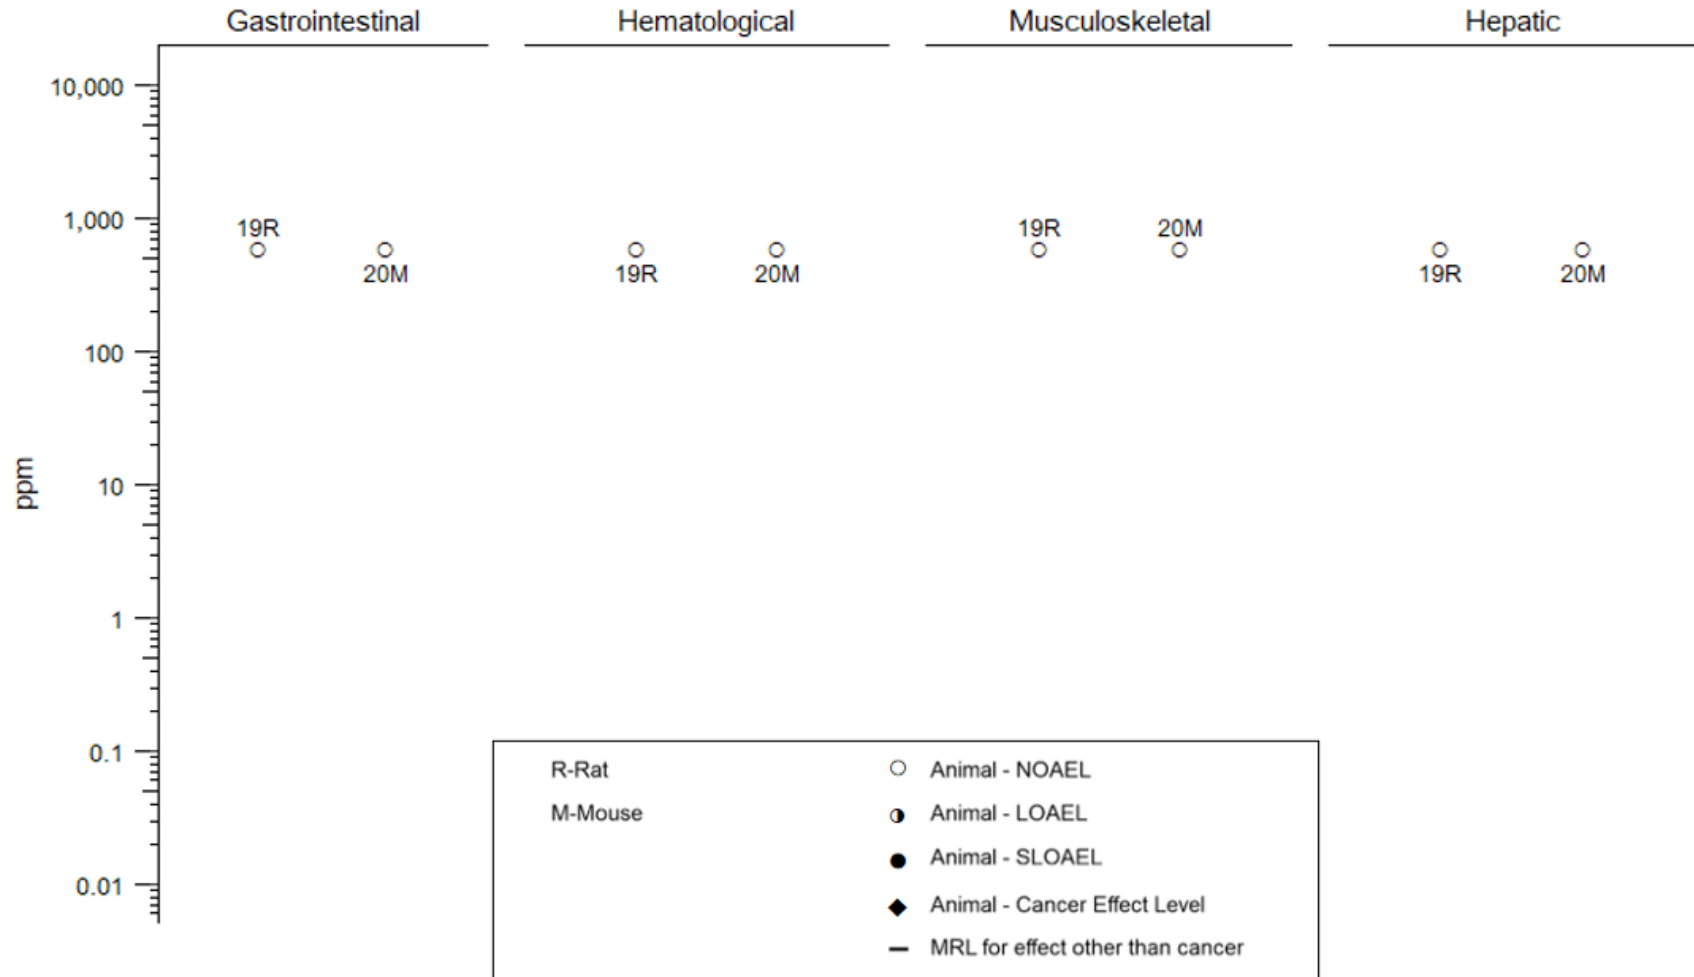 Gastrointestinal Hematological Musculoskeletal Hepatic
10,000
1,000
19R 19R 20M
20M 19R 20M 19R 20M
100
ppm
10
1
0.1
0.01
R-Rat
M-Mouse
Animal - NOAEL
Animal - LOAEL
Animal - SLOAEL
Animal - Cancer Effect Level
MRL for effect other than cancer